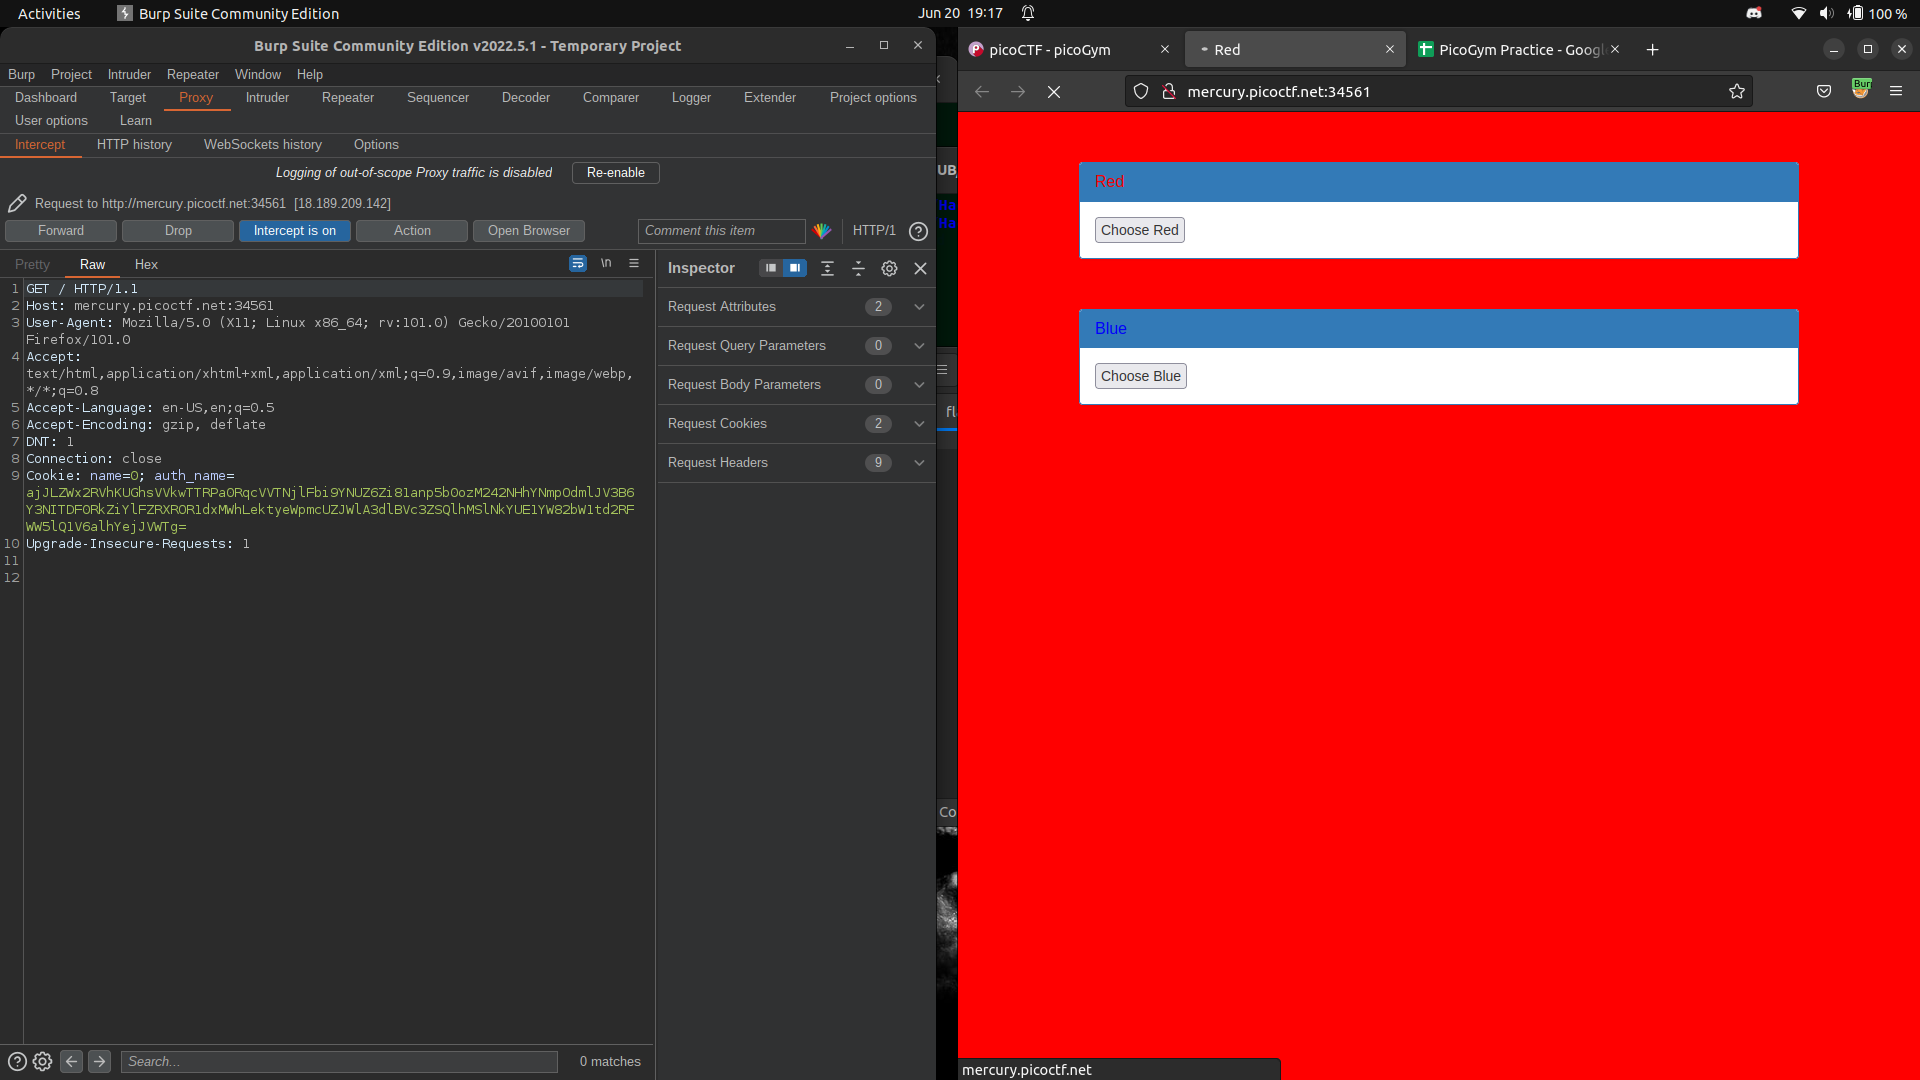 Activities
Burp Suite Community Edition
Jun 20 19:17
100 %
Burp Suite Community Edition v2022.5.1 - Temporary Project
Burp Project Intruder Repeater Window Help
Dashboard Target Proxy Intruder Repeater Sequencer Decoder Comparer Logger Extender Project options
User options Learn
Intercept HTTP history WebSockets history Options
Logging of out-of-scope Proxy traffic is disabled Re-enable
Request to http://mercury.picoctf.net:34561 [18.189.209.142]
Forward Drop Intercept is on Action Open Browser Comment this item HTTP/1
Pretty Raw Hex \n
1 GET / HTTP/1.1
2 Host: mercury.picoctf.net:34561
3 User-Agent: Mozilla/5.0 (X11; Linux x86_64; rv:101.0) Gecko/20100101
Firefox/101.0
4 Accept:
text/html,application/xhtml+xml,application/xml;q=0.9,image/avif,image/webp,
*/*;q=0.8
5 Accept-Language: en-US,en;q=0.5
6 Accept-Encoding: gzip, deflate
7 DNT: 1
8 Connection: close
9 Cookie: name=0; auth_name=
ajJLZWx2RVhKUGhsVVkwTTRPa0RqcVVTNjlFbi9YNUZ6Zi81anp5b0ozM242NHhYNmpOdmlJV3B6
Y3NITDFORkZiYlFZRXROR1dxMWhLektyeWpmcUZJWlA3dlBVc3ZSQlhMSlNkYUE1YW82bW1td2RF
WW5lQ1V6alhYejJVWTg=
10 Upgrade-Insecure-Requests: 1
11
12
Inspector
Request Attributes 2
Request Query Parameters 0
Request Body Parameters 0
Request Cookies 2
Request Headers 9
Search... 0 matches
UB
Ha
Ha
fl
Co
picoCTF - picoGym
Red
PicoGym Practice - Googl
mercury.picoctf.net:34561
Burp
Red
Choose Red
Blue
Choose Blue
mercury.picoctf.net